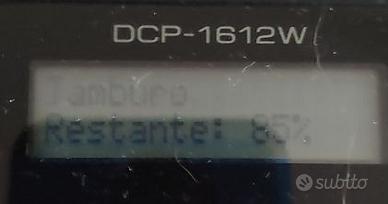 DCP-1612W
Tamburo
Restante: 85%
subito